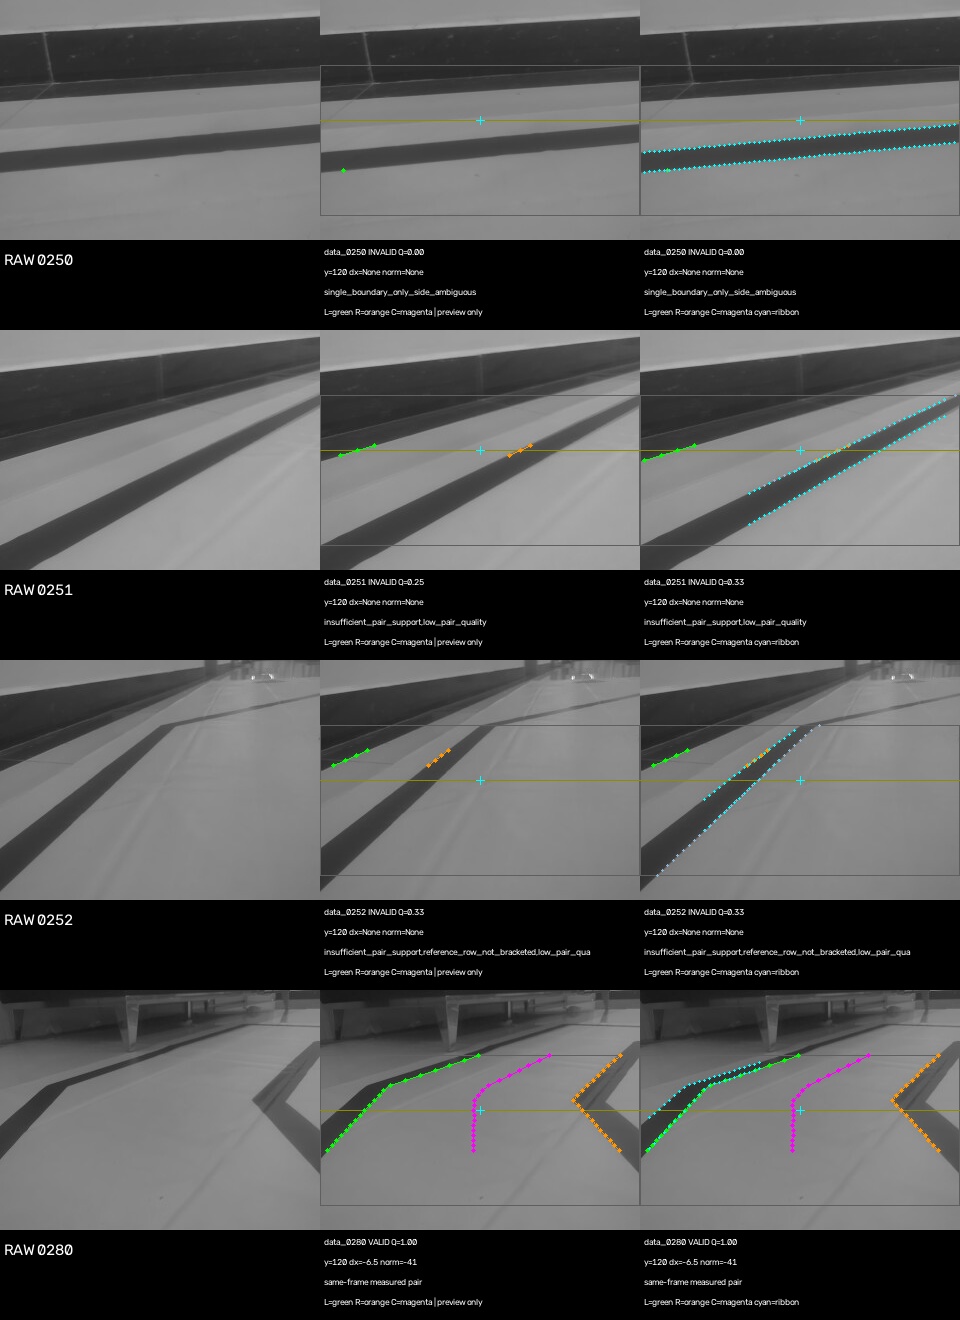 RAW 0250
data_0250 INVALID Q=0.00
y=120 dx=None norm=None
single_boundary_only_side_ambiguous
L=green R=orange C=magenta | preview only
data_0250 INVALID Q=0.00
y=120 dx=None norm=None
single_boundary_only_side_ambiguous
L=green R=orange C=magenta cyan=ribbon
RAW 0251
data_0251 INVALID Q=0.25
y=120 dx=None norm=None
insufficient_pair_support,low_pair_quality
L=green R=orange C=magenta | preview only
data_0251 INVALID Q=0.33
y=120 dx=None norm=None
insufficient_pair_support,low_pair_quality
L=green R=orange C=magenta cyan=ribbon
RAW 0252
data_0252 INVALID Q=0.33
y=120 dx=None norm=None
insufficient_pair_support,reference_row_not_bracketed,low_pair_qua
L=green R=orange C=magenta | preview only
data_0252 INVALID Q=0.33
y=120 dx=None norm=None
insufficient_pair_support,reference_row_not_bracketed,low_pair_qua
L=green R=orange C=magenta cyan=ribbon
RAW 0280
data_0280 VALID Q=1.00
y=120 dx=-6.5 norm=-41
same-frame measured pair
L=green R=orange C=magenta | preview only
data_0280 VALID Q=1.00
y=120 dx=-6.5 norm=-41
same-frame measured pair
L=green R=orange C=magenta cyan=ribbon